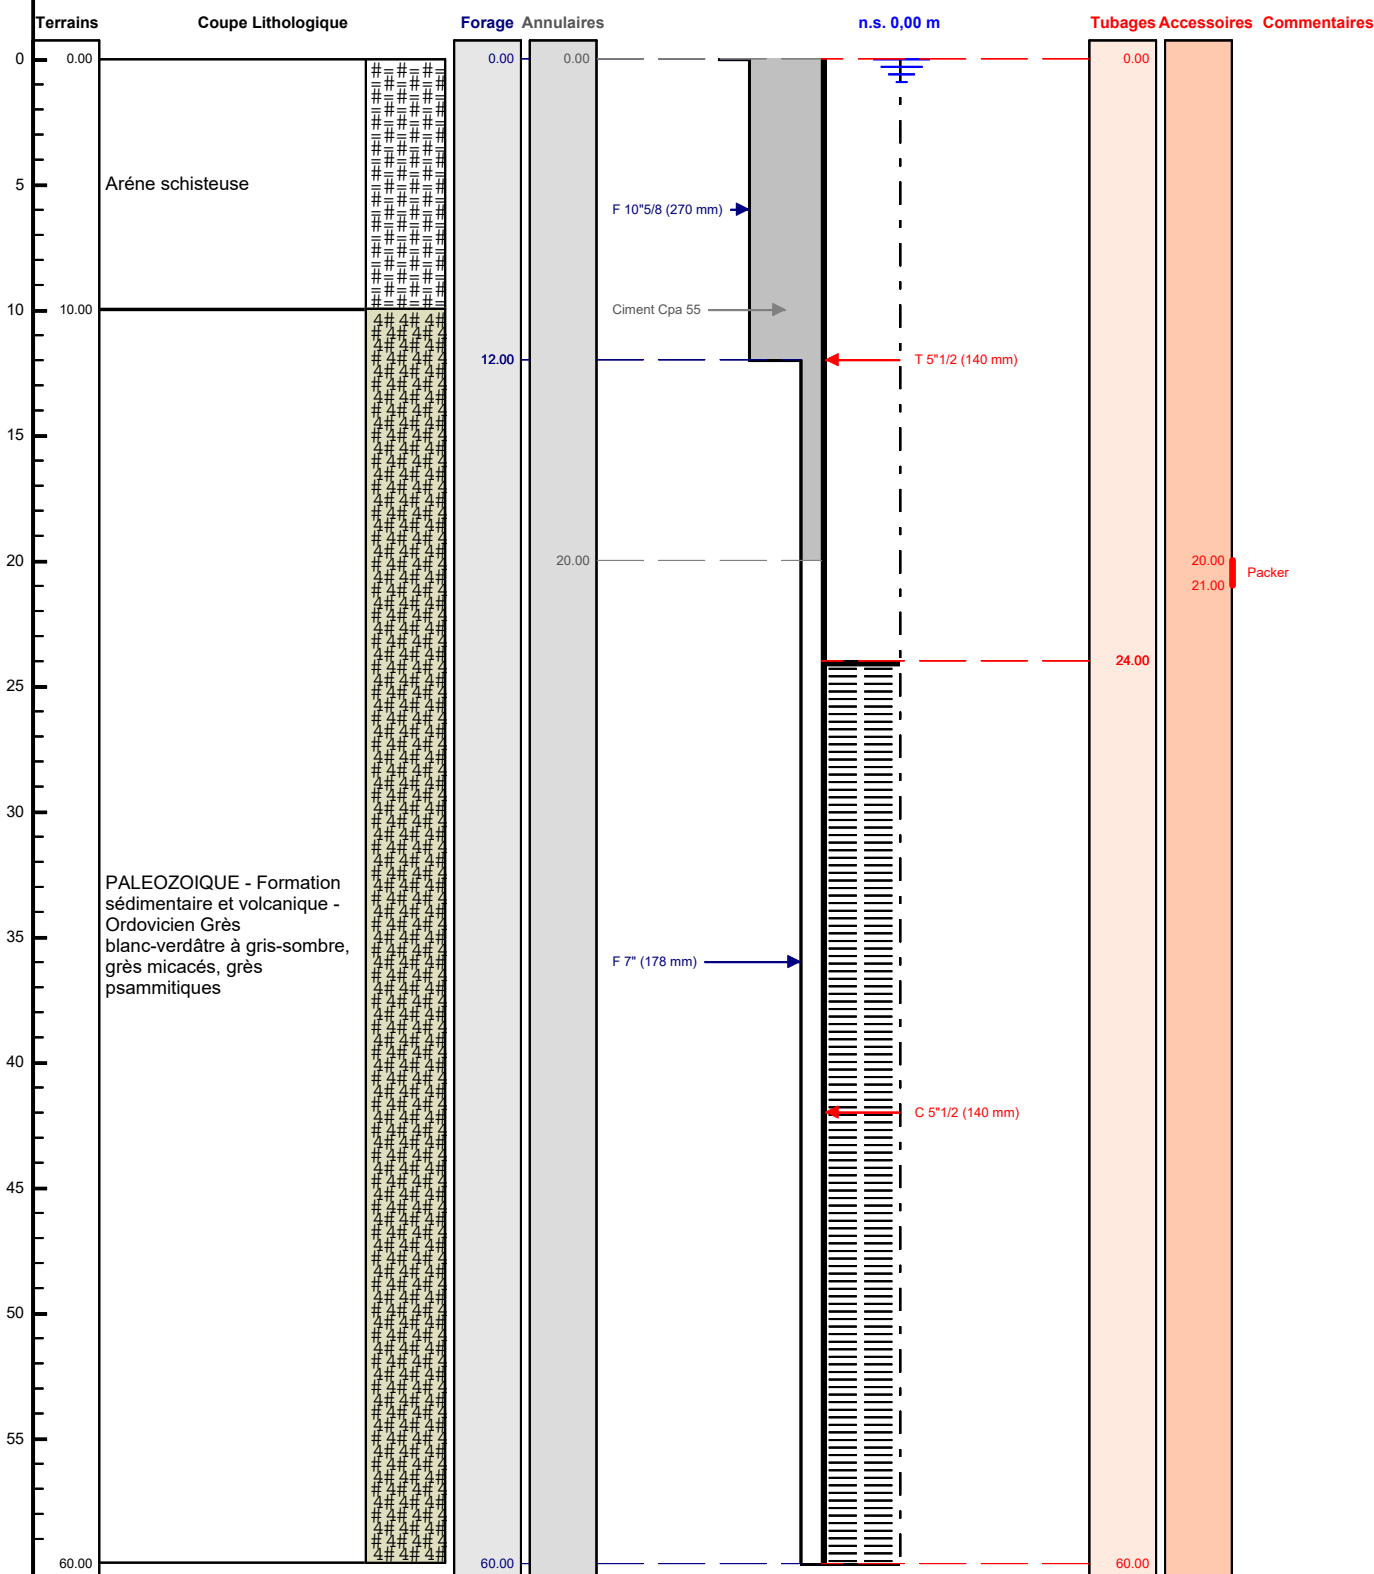 Terrains Coupe Lithologique Forage Annulaires n.s. 0,00 m Tubages Accessoires Commentaires
0 0.00 0.00 0.00 0.00
5 Aréne schisteuse
F 10"5/8 (270 mm)
10 10.00 Ciment Cpa 55
12.00 T 5"1/2 (140 mm)
15
20 20.00 20.00
21.00 Packer
24.00
25
30
PALEOZOIQUE - Formation
sédimentaire et volcanique -
Ordovicien Grès
35 blanc-verdâtre à gris-sombre,
grès micacés, grès F 7" (178 mm)
psammitiques
40
C 5"1/2 (140 mm)
45
50
55
60.00 60.00 60.00